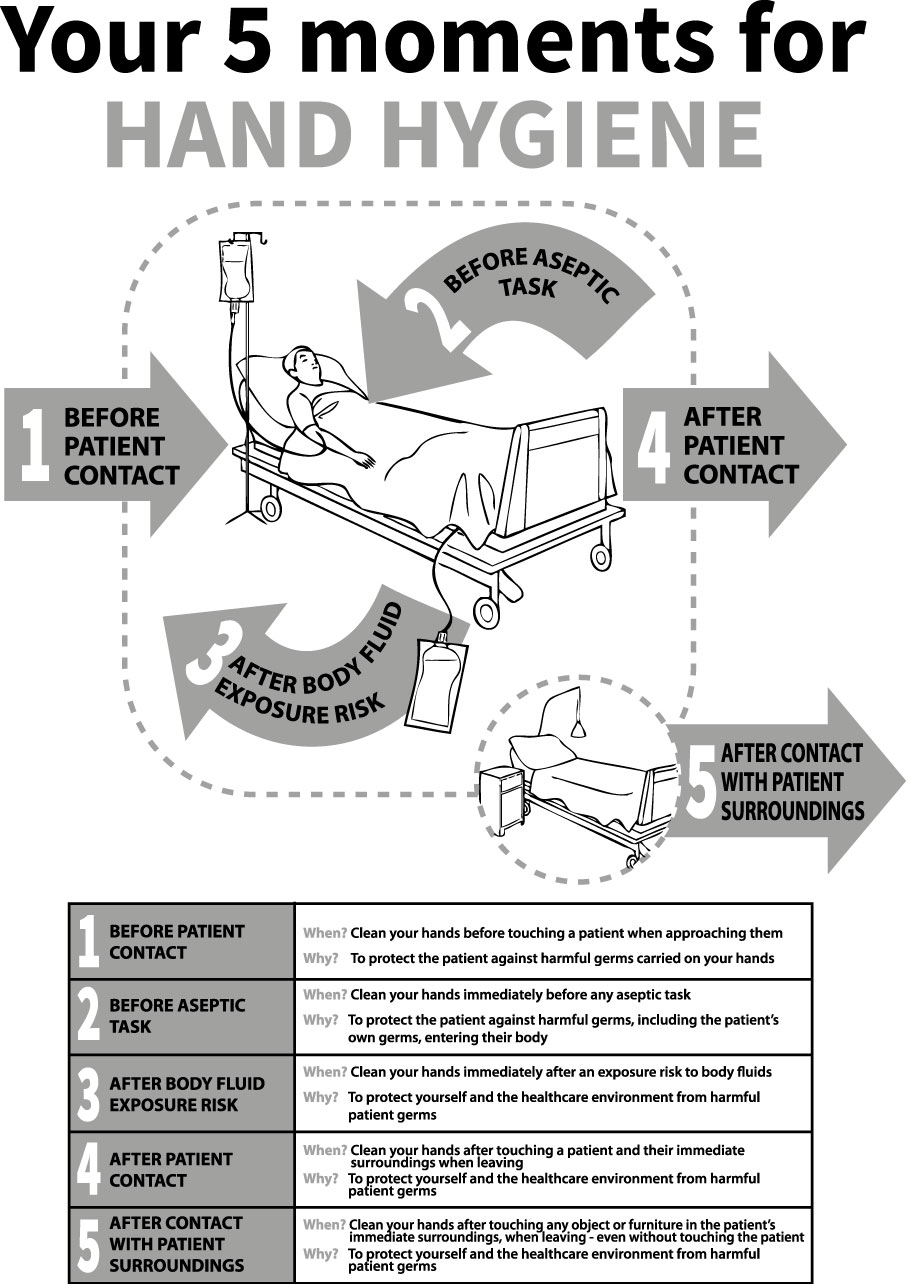 Your 5 moments for
HAND HYGIENE
2 BEFORE ASEPTIC
TASK
1 BEFORE
PATIENT
CONTACT
4 AFTER
PATIENT
CONTACT
3 AFTER BODY FLUID
EXPOSURE RISK
5 AFTER CONTACT
WITH PATIENT
SURROUNDINGS
1 BEFORE PATIENT
CONTACT
When? Clean your hands before touching a patient when approaching them
Why? To protect the patient against harmful germs carried on your hands
2 BEFORE ASEPTIC
TASK
When? Clean your hands immediately before any aseptic task
Why? To protect the patient against harmful germs, including the patient's
own germs, entering their body
3 AFTER BODY FLUID
EXPOSURE RISK
When? Clean your hands immediately after an exposure risk to body fluids
Why? To protect yourself and the healthcare environment from harmful
patient germs
4 AFTER PATIENT
CONTACT
When? Clean your hands after touching a patient and their immediate
surroundings when leaving
Why? To protect yourself and the healthcare environment from harmful
patient germs
5 AFTER CONTACT
WITH PATIENT
SURROUNDINGS
When? Clean your hands after touching any object or furniture in the patient's
immediate surroundings, when leaving - even without touching the patient
Why? To protect yourself and the healthcare environment from harmful
patient germs